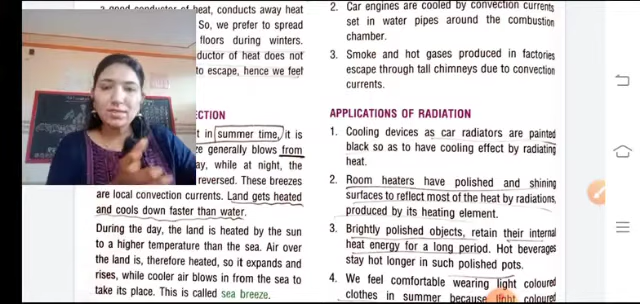 a good conductor of heat, conducts away heat
So, we prefer to spread
floors during winters.
ductor of heat does not
to escape, hence we feel
ECTION
t in summer time, it is
generally blows from
ay, while at night, the
reversed. These breezes
are local convection currents. Land gets heated
and cools down faster than water.
During the day, the land is heated by the sun
to a higher temperature than the sea. Air over
the land is, therefore heated, so it expands and
rises, while cooler air blows in from the sea to
take its place. This is called sea breeze.
2. Car engines are cooled by convection currents
set in water pipes around the combustion
chamber.
3. Smoke and hot gases produced in factories
escape through tall chimneys due to convection
currents.
APPLICATIONS OF RADIATION
1. Cooling devices as car radiators are painted
black so as to have cooling effect by radiating
heat.
2. Room heaters have polished and shining
surfaces to reflect most of the heat by radiations,
produced by its heating element.
3. Brightly polished objects, retain their internal
heat energy for a long period. Hot beverages
stay hot longer in such polished pots.
4. We feel comfortable wearing light coloured
clothes in summer because light coloured